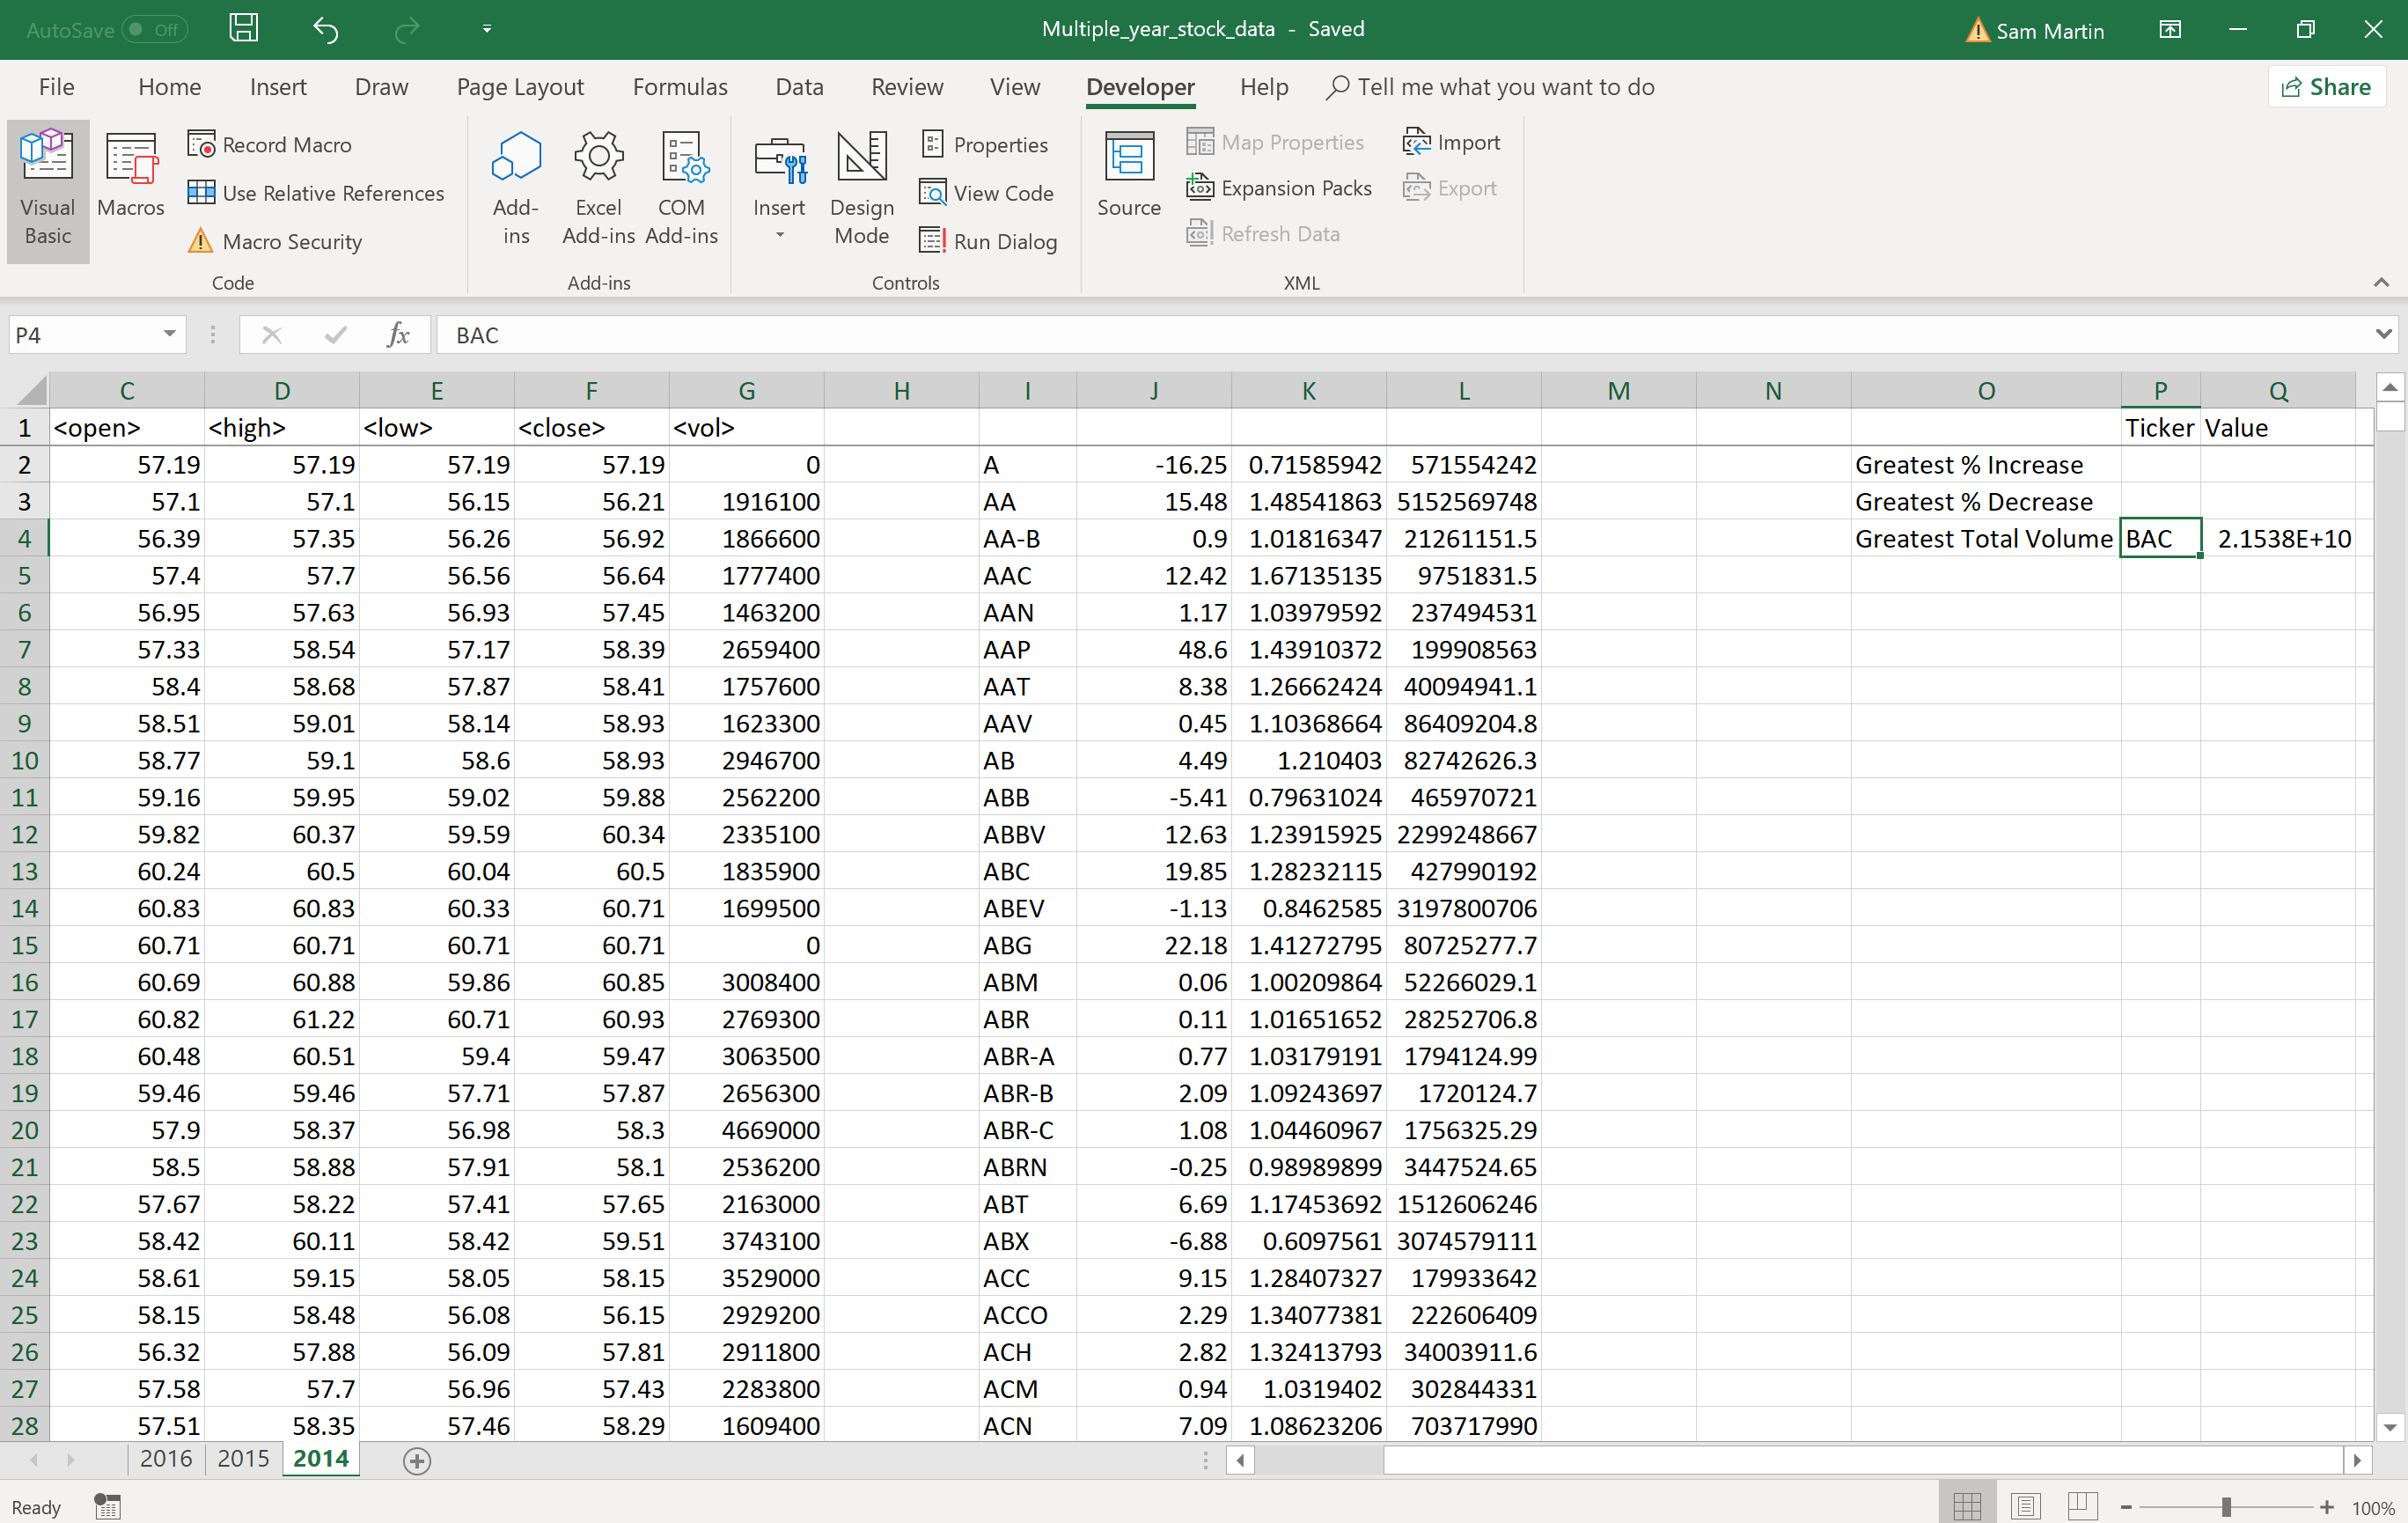 AutoSave Off Multiple_year_stock_data - Saved Sam Martin
File Home Insert Draw Page Layout Formulas Data Review View Developer Help Tell me what you want to do Share
Visual Basic
Macros
Record Macro
Use Relative References
Macro Security
Code
Add-ins
Excel Add-ins
COM Add-ins
Add-ins
Insert
Design Mode
Properties
View Code
Run Dialog
Controls
Source
Map Properties
Expansion Packs
Refresh Data
Import
Export
XML
P4 fx BAC
C D E F G H I J K L M N O P Q
1 <open> <high> <low> <close> <vol> Ticker Value
2 57.19 57.19 57.19 57.19 0 A -16.25 0.71585942 571554242 Greatest % Increase
3 57.1 57.1 56.15 56.21 1916100 AA 15.48 1.48541863 5152569748 Greatest % Decrease
4 56.39 57.35 56.26 56.92 1866600 AA-B 0.9 1.01816347 21261151.5 Greatest Total Volume BAC 2.1538E+10
5 57.4 57.7 56.56 56.64 1777400 AAC 12.42 1.67135135 9751831.5
6 56.95 57.63 56.93 57.45 1463200 AAN 1.17 1.03979592 237494531
7 57.33 58.54 57.17 58.39 2659400 AAP 48.6 1.43910372 199908563
8 58.4 58.68 57.87 58.41 1757600 AAT 8.38 1.26662424 40094941.1
9 58.51 59.01 58.14 58.93 1623300 AAV 0.45 1.10368664 86409204.8
10 58.77 59.1 58.6 58.93 2946700 AB 4.49 1.210403 82742626.3
11 59.16 59.95 59.02 59.88 2562200 ABB -5.41 0.79631024 465970721
12 59.82 60.37 59.59 60.34 2335100 ABBV 12.63 1.23915925 2299248667
13 60.24 60.5 60.04 60.5 1835900 ABC 19.85 1.28232115 427990192
14 60.83 60.83 60.33 60.71 1699500 ABEV -1.13 0.8462585 3197800706
15 60.71 60.71 60.71 60.71 0 ABG 22.18 1.41272795 80725277.7
16 60.69 60.88 59.86 60.85 3008400 ABM 0.06 1.00209864 52266029.1
17 60.82 61.22 60.71 60.93 2769300 ABR 0.11 1.01651652 28252706.8
18 60.48 60.51 59.4 59.47 3063500 ABR-A 0.77 1.03179191 1794124.99
19 59.46 59.46 57.71 57.87 2656300 ABR-B 2.09 1.09243697 1720124.7
20 57.9 58.37 56.98 58.3 4669000 ABR-C 1.08 1.04460967 1756325.29
21 58.5 58.88 57.91 58.1 2536200 ABRN -0.25 0.98989899 3447524.65
22 57.67 58.22 57.41 57.65 2163000 ABT 6.69 1.17453692 1512606246
23 58.42 60.11 58.42 59.51 3743100 ABX -6.88 0.6097561 3074579111
24 58.61 59.15 58.05 58.15 3529000 ACC 9.15 1.28407327 179933642
25 58.15 58.48 56.08 56.15 2929200 ACCO 2.29 1.34077381 222606409
26 56.32 57.88 56.09 57.81 2911800 ACH 2.82 1.32413793 34003911.6
27 57.58 57.7 56.96 57.43 2283800 ACM 0.94 1.0319402 302844331
28 57.51 58.35 57.46 58.29 1609400 ACN 7.09 1.08623206 703717990
2016 2015 2014
Ready 100%